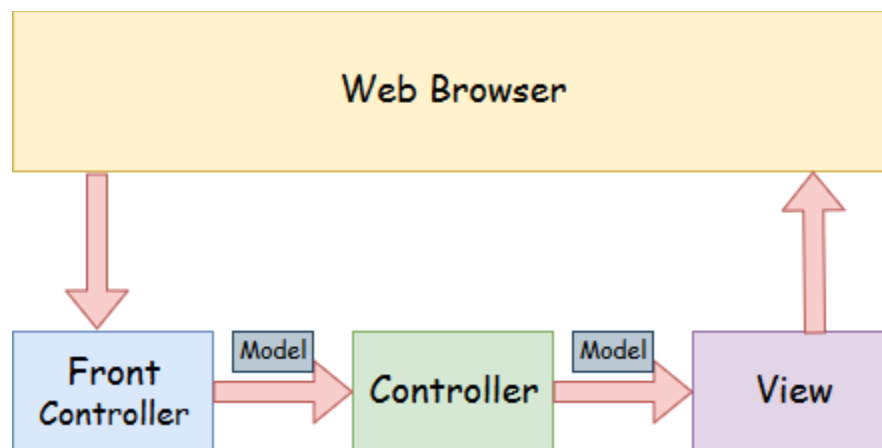 Web Browser
Model
Model
Front
Controller
Controller
View